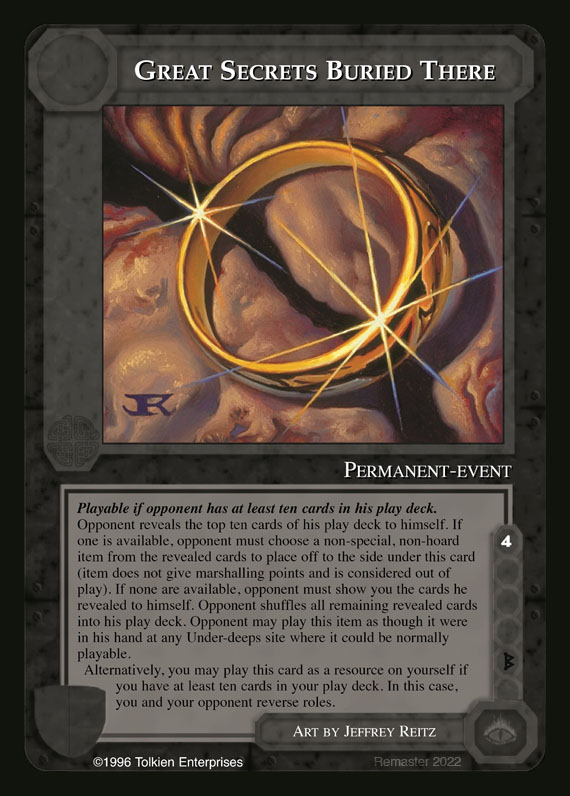 Great Secrets Buried There
JR
Permanent-event
Playable if opponent has at least ten cards in his play deck.
Opponent reveals the top ten cards of his play deck to himself. If
one is available, opponent must choose a non-special, non-hoard
item from the revealed cards to place off to the side under this card
(item does not give marshalling points and is considered out of
play). If none are available, opponent must show you the cards he
revealed to himself. Opponent shuffles all remaining revealed cards
into his play deck. Opponent may play this item as though it were
in his hand at any Under-deeps site where it could be normally
playable.
Alternatively, you may play this card as a resource on yourself if
you have at least ten cards in your play deck. In this case,
you and your opponent reverse roles.
4
Art by Jeffrey Reitz
©1996 Tolkien Enterprises
Remaster 2022